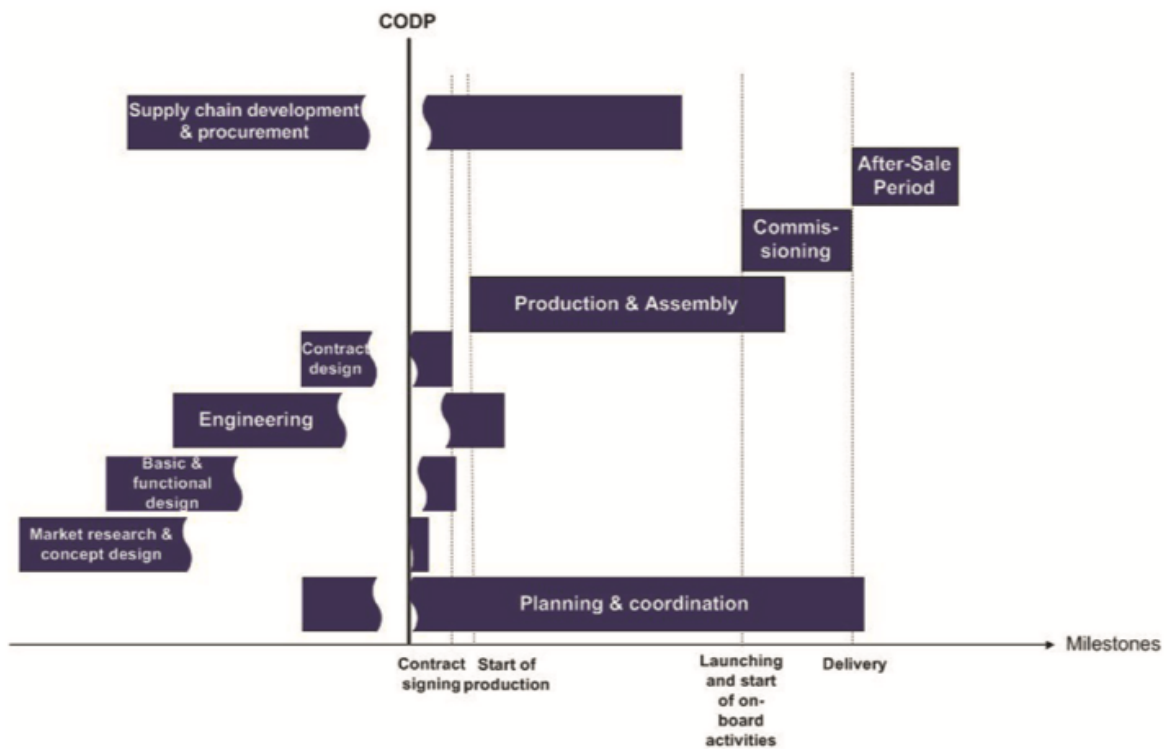 CODP
Supply chain development
& procurement
After-Sale
Period
Commis-
sioning
Production & Assembly
Contract
design
Engineering
Basic &
functional
design
Market research &
concept design
Planning & coordination
Milestones
Contract
signing
Start of
production
Launching
and start
of on-
board
activities
Delivery